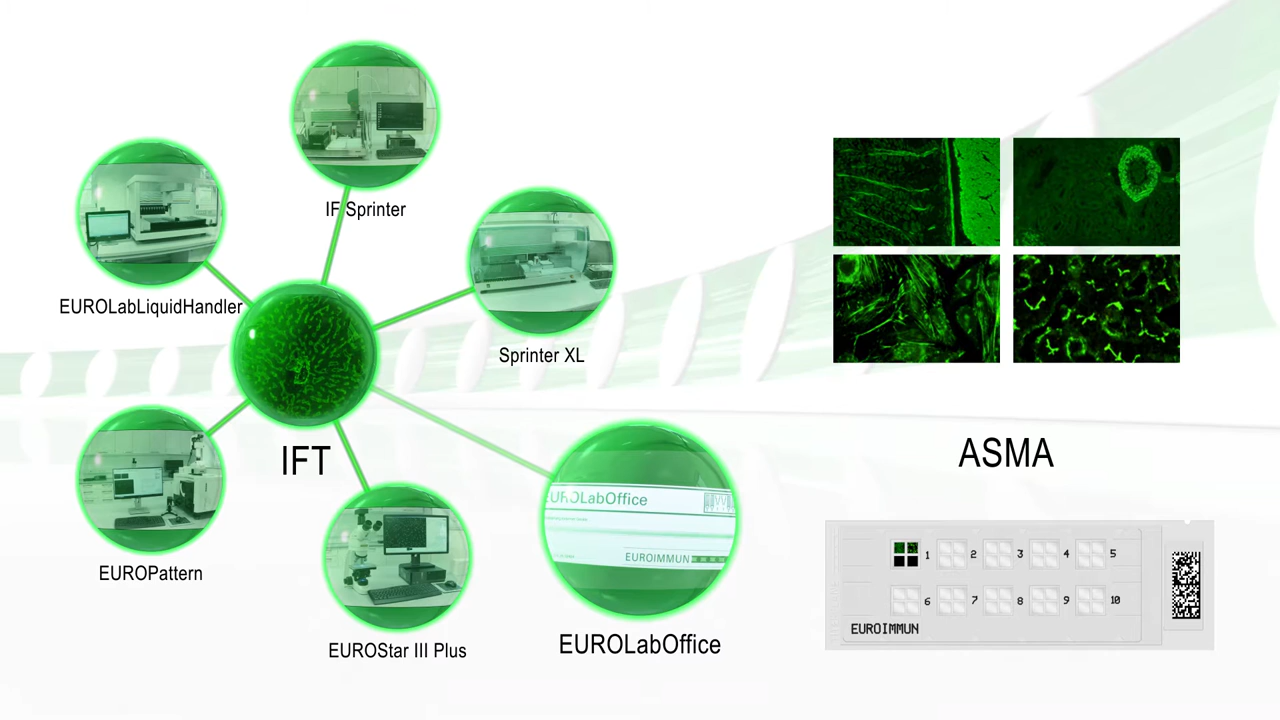 IF Sprinter
EUROLabLiquidHandler
Sprinter XL
IFT
EUROPattern
EUROStar III Plus
EUROLabOffice
EUROIMMUN
EUROLabOffice
ASMA
1 2 3 4 5
6 7 8 9 10
EUROIMMUN